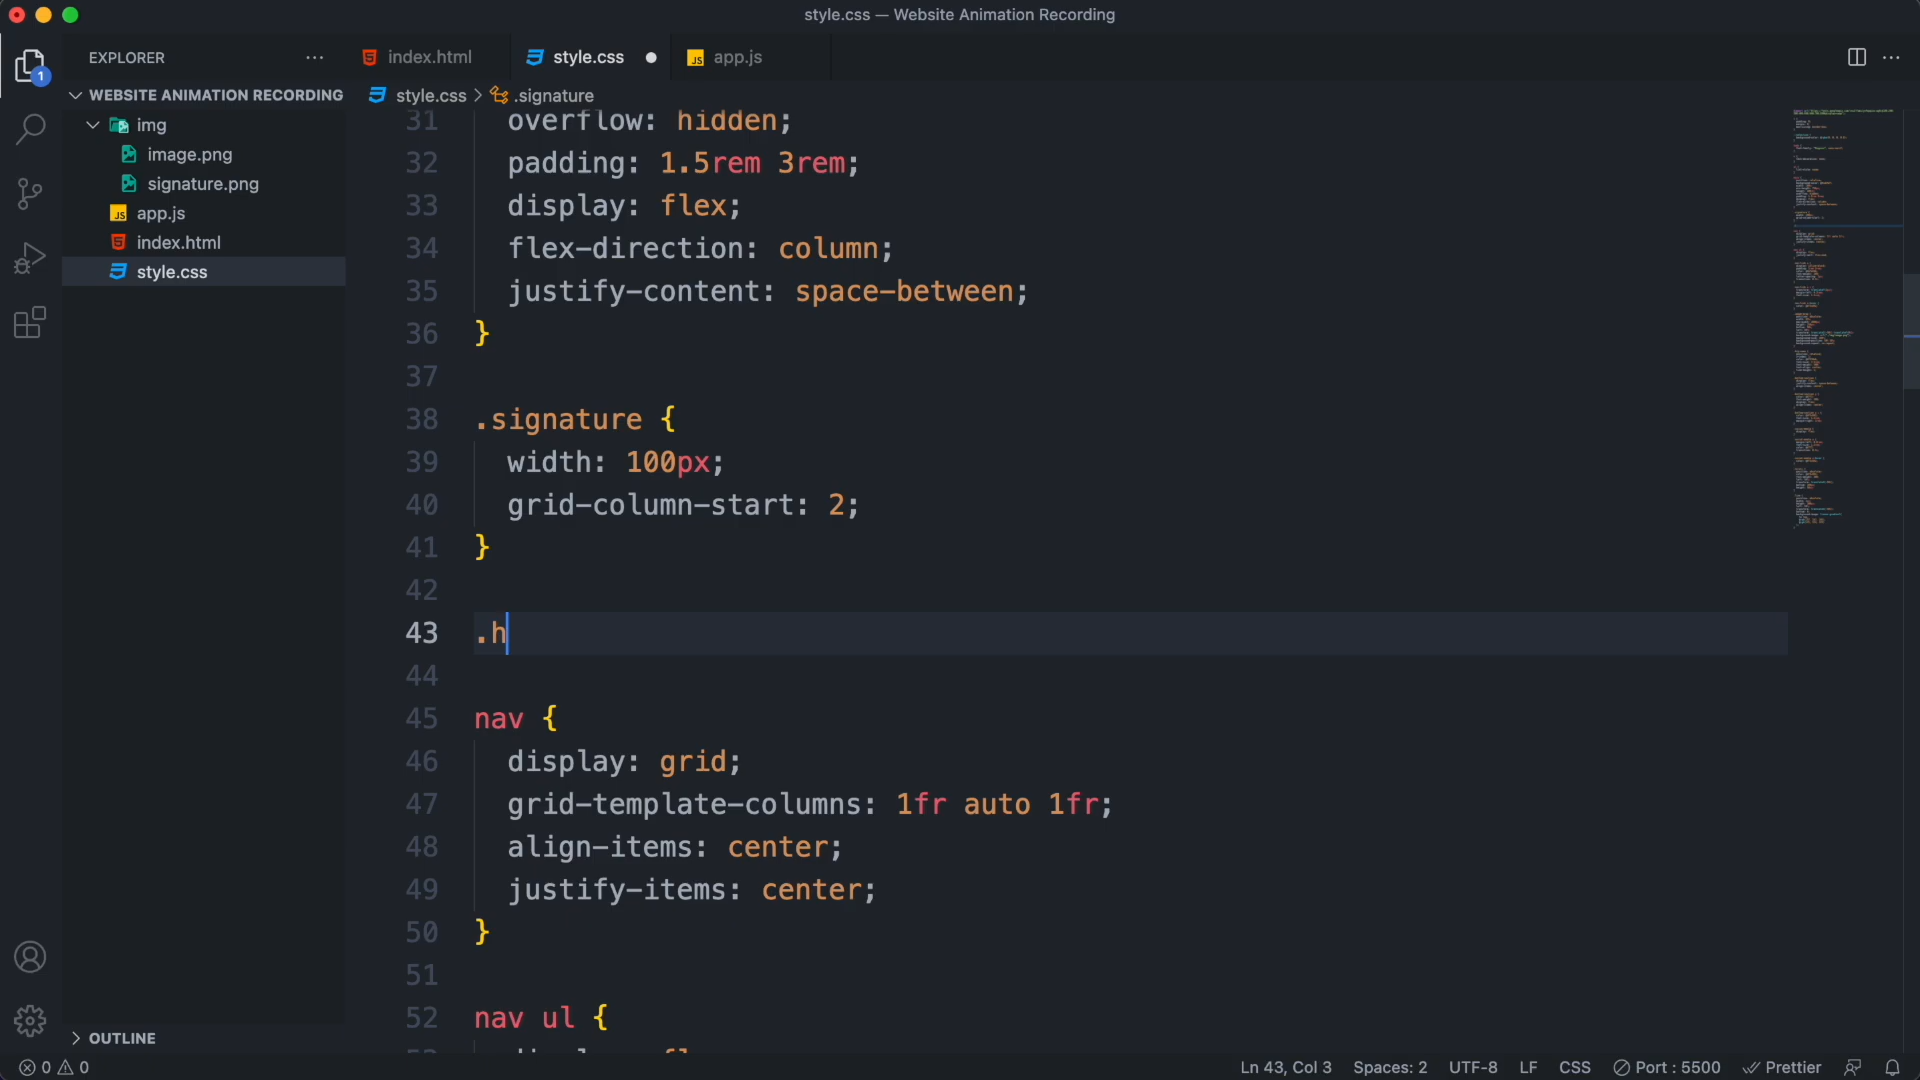 style.css — Website Animation Recording
EXPLORER
index.html
style.css
app.js
1
WEBSITE ANIMATION RECORDING
style.css > .signature
img
image.png
signature.png
app.js
index.html
style.css
31 overflow: hidden;
32 padding: 1.5rem 3rem;
33 display: flex;
34 flex-direction: column;
35 justify-content: space-between;
36 }
37
38 .signature {
39 width: 100px;
40 grid-column-start: 2;
41 }
42
43 .h
44
45 nav {
46 display: grid;
47 grid-template-columns: 1fr auto 1fr;
48 align-items: center;
49 justify-items: center;
50 }
51
52 nav ul {
OUTLINE
0 0
Ln 43, Col 3 Spaces: 2 UTF-8 LF CSS Port : 5500 Prettier